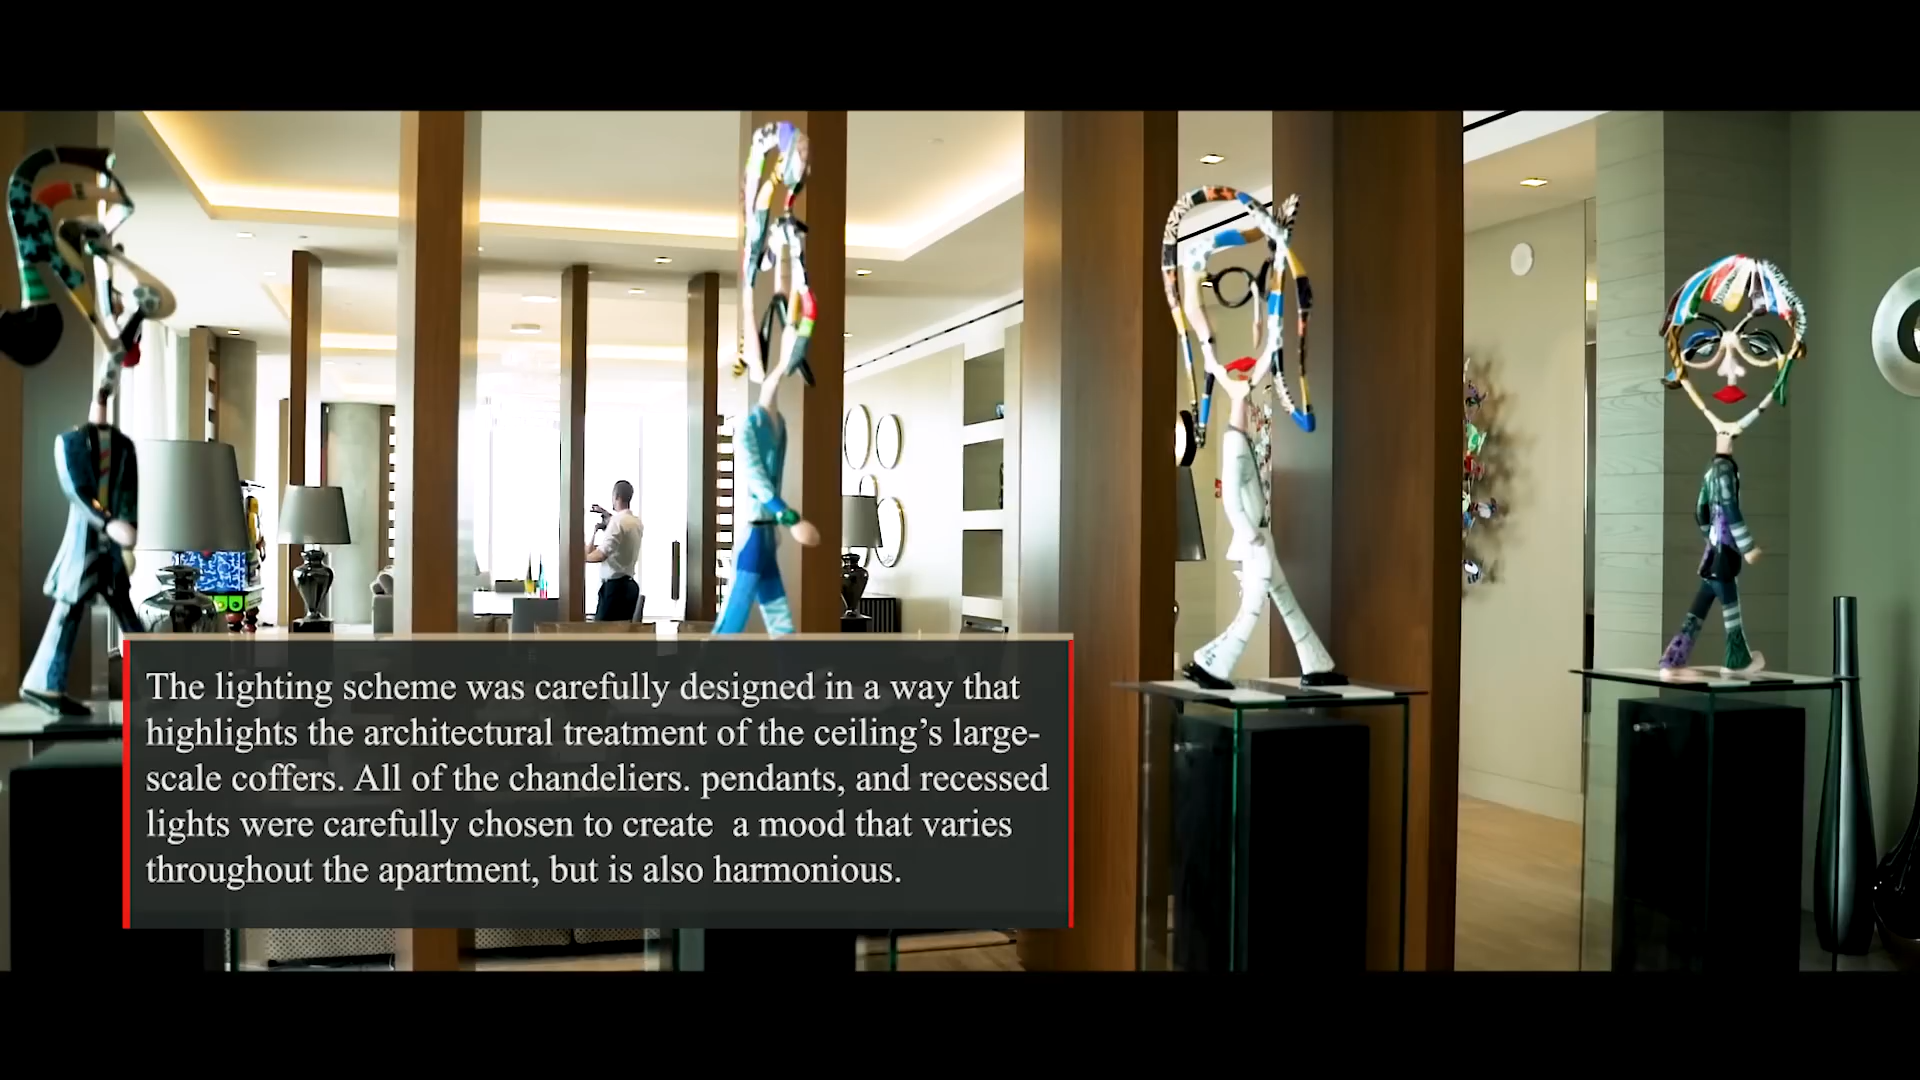 The lighting scheme was carefully designed in a way that
highlights the architectural treatment of the ceiling’s large-
scale coffers. All of the chandeliers. pendants, and recessed
lights were carefully chosen to create  a mood that varies
throughout the apartment, but is also harmonious.